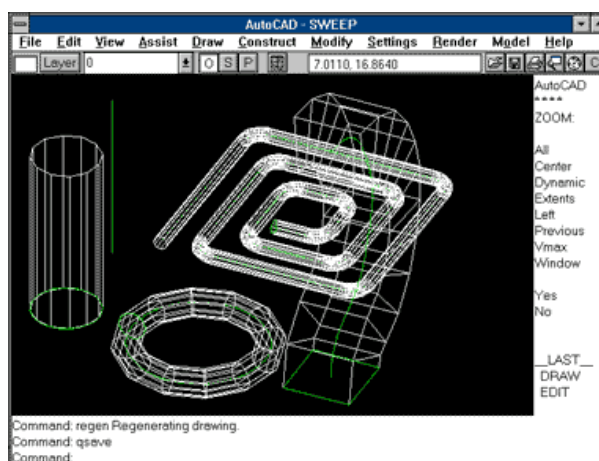 AutoCAD - SWEEP
File Edit View Assist Draw Construct Modify Settings Render Model Help
Layer 0 O S P 7.0110, 16.8640 C
AutoCAD
* * * *
ZOOM:
All
Center
Dynamic
Extents
Left
Previous
Vmax
Window
Yes
No
__LAST__
DRAW
EDIT
Command: regen Regenerating drawing.
Command: qsave
Command: